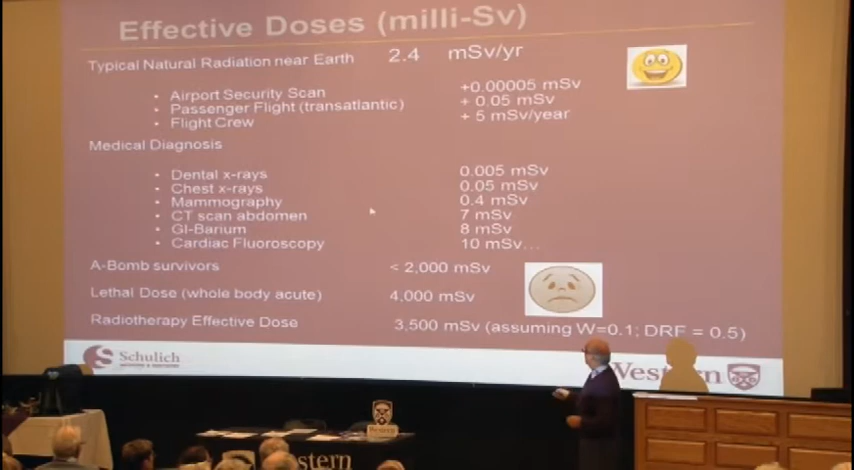 Effective Doses (milli-Sv)
Typical Natural Radiation near Earth 2.4 mSv/yr
• Airport Security Scan +0.00005 mSv
• Passenger Flight (transatlantic) + 0.05 mSv
• Flight Crew + 5 mSv/year
Medical Diagnosis
• Dental x-rays 0.005 mSv
• Chest x-rays 0.05 mSv
• Mammography 0.4 mSv
• CT scan abdomen 7 mSv
• GI-Barium 8 mSv
• Cardiac Fluoroscopy 10 mSv...
A-Bomb survivors < 2,000 mSv
Lethal Dose (whole body acute) 4,000 mSv
Radiotherapy Effective Dose 3,500 mSv (assuming W=0.1; DRF = 0.5)
Schulich
Western